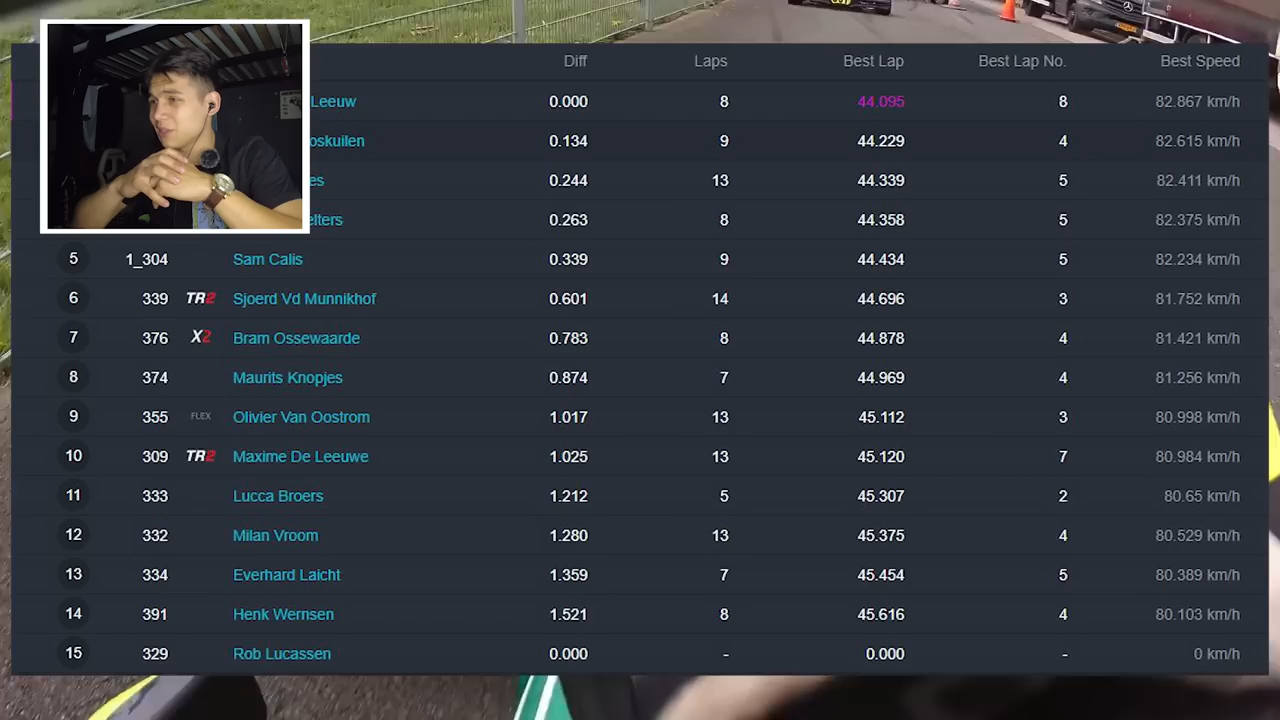 Diff Laps Best Lap Best Lap No. Best Speed
Leeuw 0.000 8 44.095 8 82.867 km/h
oskuilen 0.134 9 44.229 4 82.615 km/h
es 0.244 13 44.339 5 82.411 km/h
elters 0.263 8 44.358 5 82.375 km/h
5 1_304 Sam Calis 0.339 9 44.434 5 82.234 km/h
6 339 TR2 Sjoerd Vd Munnikhof 0.601 14 44.696 3 81.752 km/h
7 376 X2 Bram Ossewaarde 0.783 8 44.878 4 81.421 km/h
8 374 Maurits Knopjes 0.874 7 44.969 4 81.256 km/h
9 355 FLEX Olivier Van Oostrom 1.017 13 45.112 3 80.998 km/h
10 309 TR2 Maxime De Leeuwe 1.025 13 45.120 7 80.984 km/h
11 333 Lucca Broers 1.212 5 45.307 2 80.65 km/h
12 332 Milan Vroom 1.280 13 45.375 4 80.529 km/h
13 334 Everhard Laicht 1.359 7 45.454 5 80.389 km/h
14 391 Henk Wernsen 1.521 8 45.616 4 80.103 km/h
15 329 Rob Lucassen 0.000 - 0.000 - 0 km/h